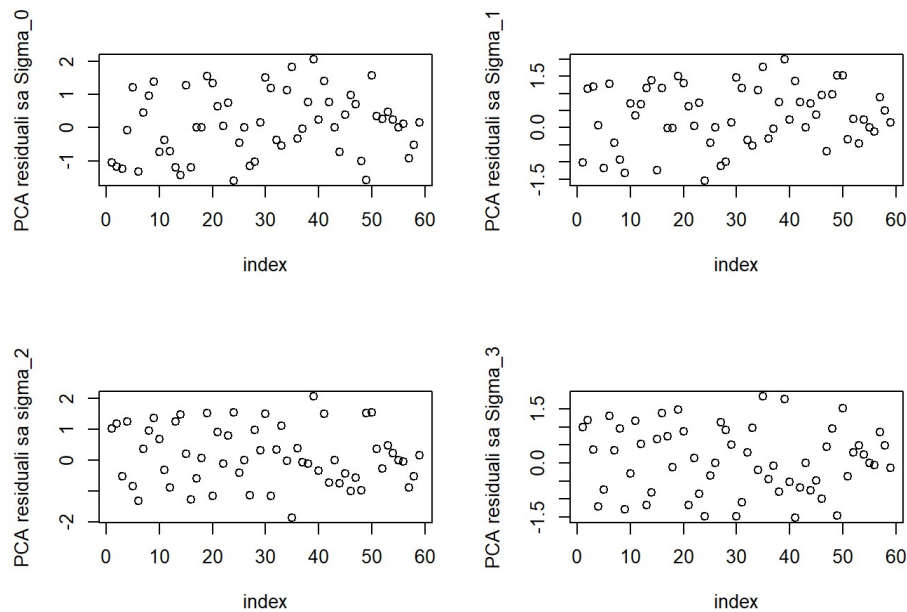 PCA residuali sa Sigma_0
2
1
0
-1
0 10 20 30 40 50 60
index
PCA residuali sa Sigma_1
1.5
0.0
-1.5
0 10 20 30 40 50 60
index
PCA residuali sa sigma_2
2
1
0
-2
0 10 20 30 40 50 60
index
PCA residuali sa Sigma_3
1.5
0.0
-1.5
0 10 20 30 40 50 60
index